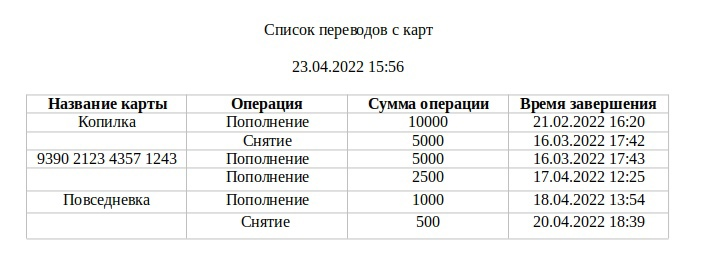 Список переводов с карт
23.04.2022 15:56
Название карты Операция Сумма операции Время завершения
Копилка Пополнение 10000 21.02.2022 16:20
Снятие 5000 16.03.2022 17:42
9390 2123 4357 1243 Пополнение 5000 16.03.2022 17:43
Пополнение 2500 17.04.2022 12:25
Повседневка Пополнение 1000 18.04.2022 13:54
Снятие 500 20.04.2022 18:39